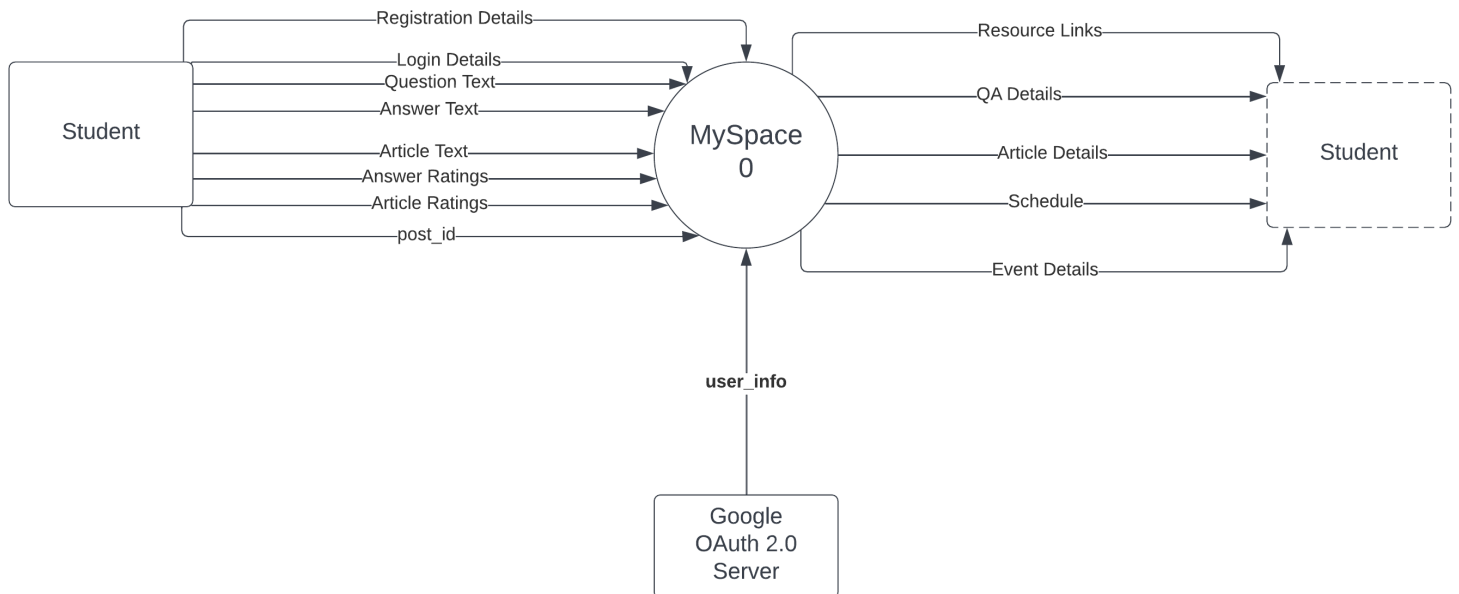 Registration Details
Resource Links
Login Details
Question Text
QA Details
Answer Text
Student
MySpace
0
Article Text
Article Details
Student
Answer Ratings
Article Ratings
Schedule
post_id
Event Details
user_info
Google
OAuth 2.0
Server